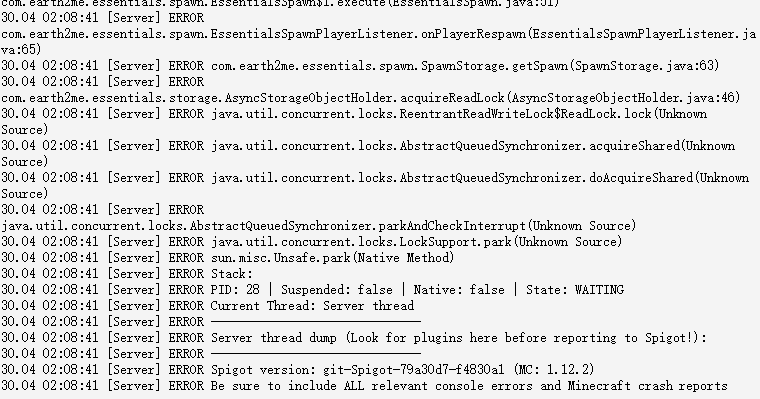 com.earth2me.essentials.spawn.EssentialsSpawn$1.execute(EssentialsSpawn.java:51)
30.04 02:08:41 [Server] ERROR
com.earth2me.essentials.spawn.EssentialsSpawnPlayerListener.onPlayerRespawn(EssentialsSpawnPlayerListener.ja
va:65)
30.04 02:08:41 [Server] ERROR com.earth2me.essentials.spawn.SpawnStorage.getSpawn(SpawnStorage.java:63)
30.04 02:08:41 [Server] ERROR
com.earth2me.essentials.storage.AsyncStorageObjectHolder.acquireReadLock(AsyncStorageObjectHolder.java:46)
30.04 02:08:41 [Server] ERROR java.util.concurrent.locks.ReentrantReadWriteLock$ReadLock.lock(Unknown
Source)
30.04 02:08:41 [Server] ERROR java.util.concurrent.locks.AbstractQueuedSynchronizer.acquireShared(Unknown
Source)
30.04 02:08:41 [Server] ERROR java.util.concurrent.locks.AbstractQueuedSynchronizer.doAcquireShared(Unknown
Source)
30.04 02:08:41 [Server] ERROR
java.util.concurrent.locks.AbstractQueuedSynchronizer.parkAndCheckInterrupt(Unknown Source)
30.04 02:08:41 [Server] ERROR java.util.concurrent.locks.LockSupport.park(Unknown Source)
30.04 02:08:41 [Server] ERROR sun.misc.Unsafe.park(Native Method)
30.04 02:08:41 [Server] ERROR Stack:
30.04 02:08:41 [Server] ERROR PID: 28 | Suspended: false | Native: false | State: WAITING
30.04 02:08:41 [Server] ERROR Current Thread: Server thread
30.04 02:08:41 [Server] ERROR ------------------------------
30.04 02:08:41 [Server] ERROR Server thread dump (Look for plugins here before reporting to Spigot!):
30.04 02:08:41 [Server] ERROR ------------------------------
30.04 02:08:41 [Server] ERROR Spigot version: git-Spigot-79a30d7-f4830a1 (MC: 1.12.2)
30.04 02:08:41 [Server] ERROR Be sure to include ALL relevant console errors and Minecraft crash reports